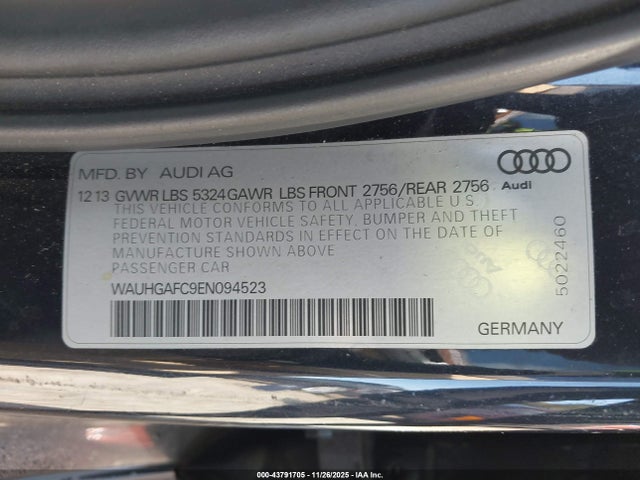 MFD. BY AUDI AG
12 13 GVWR LBS 5324 GAWR LBS FRONT 2756/REAR 2756
Audi
THIS VEHICLE CONFORMS TO ALL APPLICABLE U.S.
FEDERAL MOTOR VEHICLE SAFETY, BUMPER AND THEFT
PREVENTION STANDARDS IN EFFECT ON THE DATE OF
MANUFACTURE SHOWN ABOVE
PASSENGER CAR
WAUHGAFC9EN094523
5022460
GERMANY
000-43791705 - 11/26/2025 - IAA Inc.